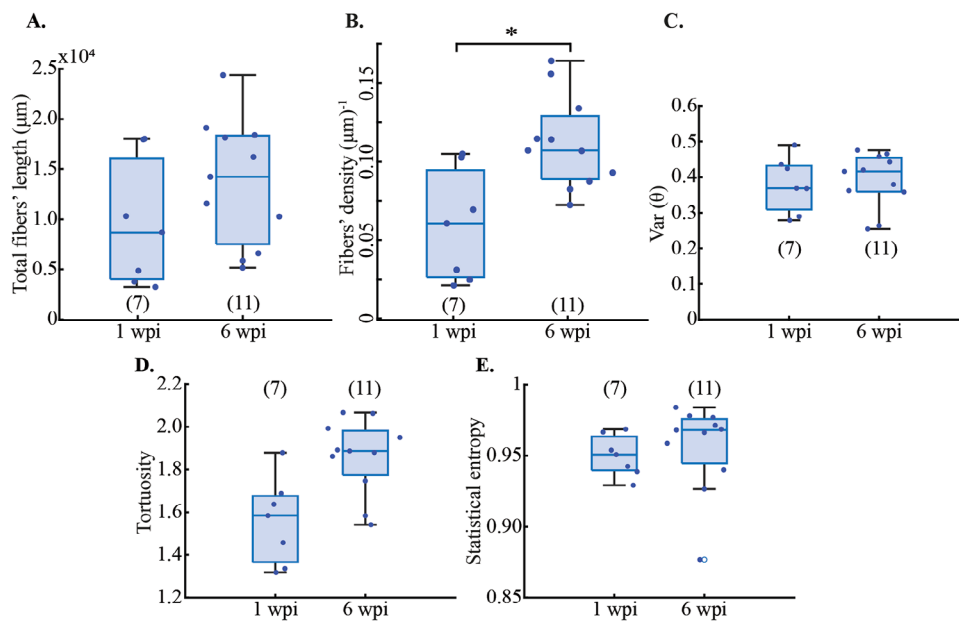 A.
x10⁴
Total fibers' length (μm)
2.5
2.0
1.5
1.0
0.5
0
(7)
(11)
1 wpi
6 wpi
B.
*
Fibers' density (μm)⁻¹
0.15
0.10
0.05
0
(7)
(11)
1 wpi
6 wpi
C.
Var (θ)
0.6
0.5
0.4
0.3
0.2
0.1
0
(7)
(11)
1 wpi
6 wpi
D.
Tortuosity
2.2
2.0
1.8
1.6
1.4
1.2
(7)
(11)
1 wpi
6 wpi
E.
Statistical entropy
1
0.95
0.90
0.85
(7)
(11)
1 wpi
6 wpi